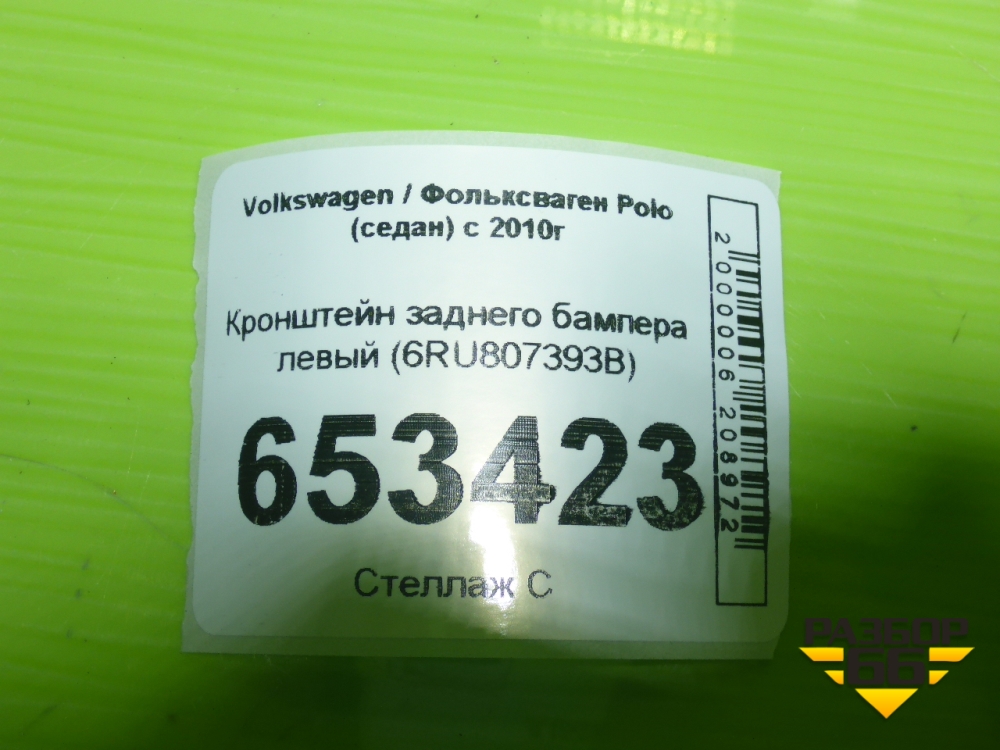 Volkswagen / Фольксваген Polo
(седан) с 2010г
Кронштейн заднего бампера
левый (6RU807393B)
653423
Стеллаж С
2000006208972
РАЗБОР
66